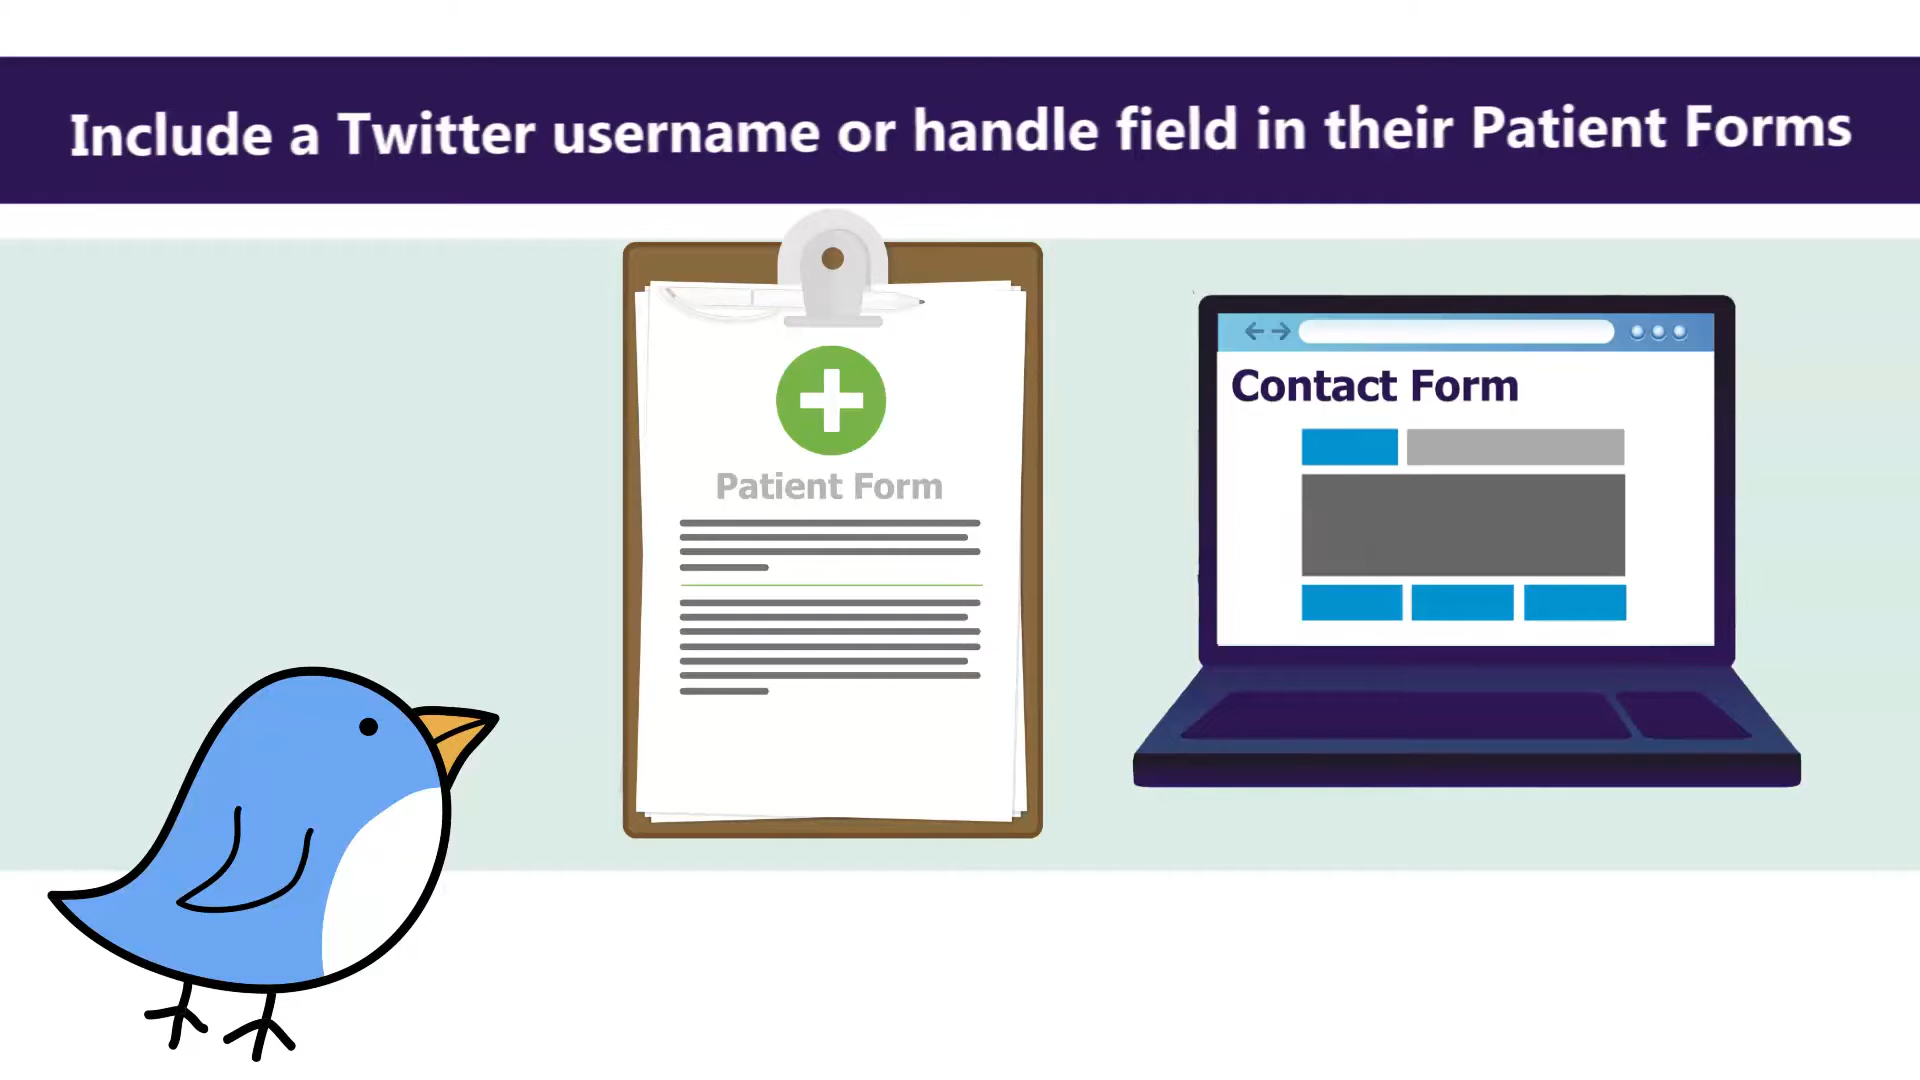 Include a Twitter username or handle field in their Patient Forms
Patient Form
Contact Form